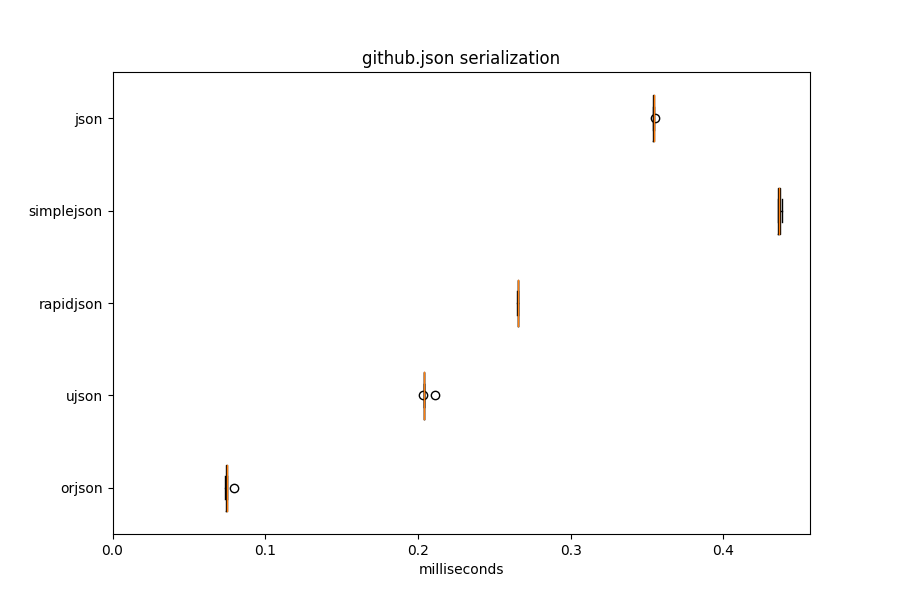 github.json serialization
json
simplejson
rapidjson
ujson
orjson
0.0 0.1 0.2 0.3 0.4
milliseconds